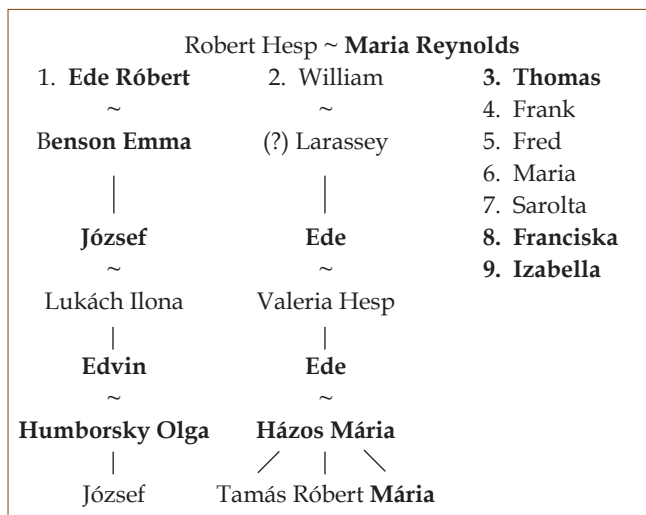 Robert Hesp ~ Maria Reynolds
1. Ede Róbert 2. William 3. Thomas
~ ~ 4. Frank
Benson Emma (?) Larassey 5. Fred
6. Maria
7. Sarolta
József Ede 8. Franciska
~ ~ 9. Izabella
Lukách Ilona Valeria Hesp
Edvin Ede
~ ~
Humborsky Olga Házos Mária
József Tamás Róbert Mária